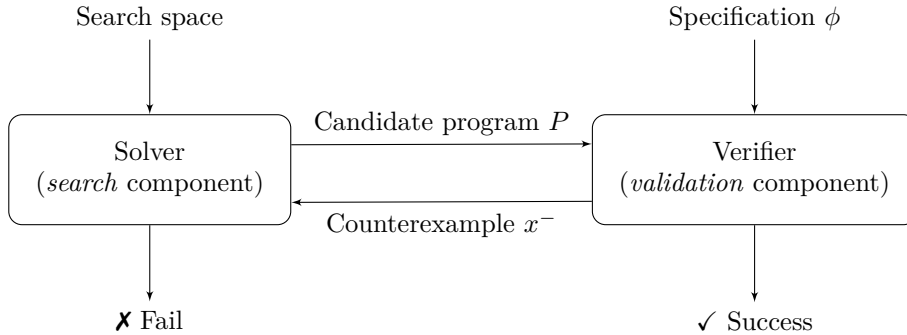 Search space
Specification ϕ
Candidate program P
Solver
(search component)
Verifier
(validation component)
Counterexample x⁻
✗ Fail
✓ Success